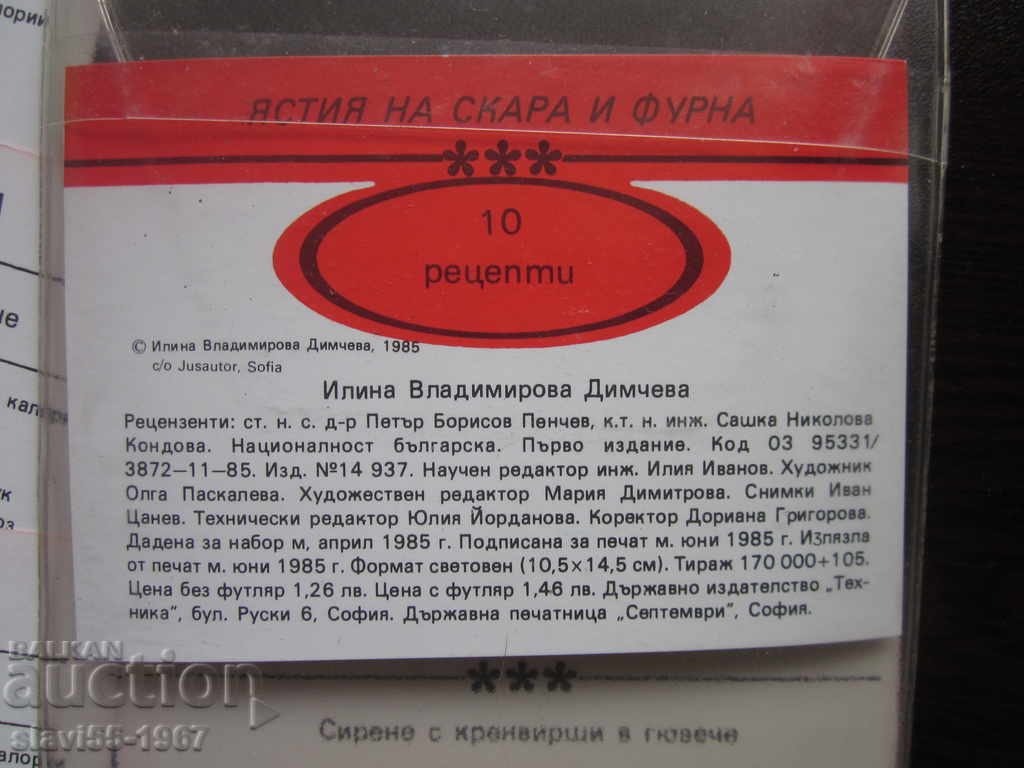 ЯСТИЯ НА СКАРА И ФУРНА
***
10
рецепти
© Илина Владимирова Димчева, 1985
c/o Jusautor, Sofia
Илина Владимирова Димчева
Рецензенти: ст. н. с. д-р Петър Борисов Пенчев, к.т. н. инж. Сашка Николова
Кондова. Националност българска. Първо издание. Код 03 95331/
3872—11—85. Изд. №14 937. Научен редактор инж. Илия Иванов. Художник
Олга Паскалева. Художествен редактор Мария Димитрова. Снимки Иван
Цанев. Технически редактор Юлия Йорданова. Коректор Дориана Григорова.
Дадена за набор м, април 1985 г. Подписана за печат м. юни 1985 г. Излязла
от печат м. юни 1985 г. Формат световен (10,5×14,5 см). Тираж 170 000+105.
Цена без футляр 1,26 лв. Цена с футляр 1,46 лв. Държавно издателство „Тех-
ника“, бул. Руски 6, София. Държавна печатница „Септември“, София.
***
Сирене с кренвирши в гювече
BALKAN
auction
slavi55-1967